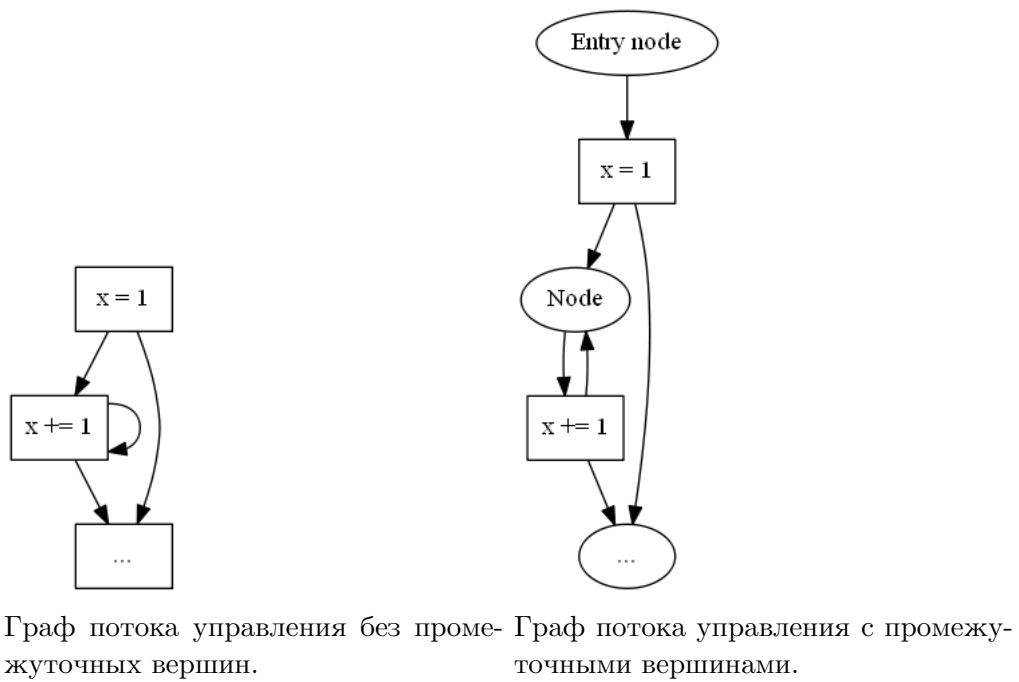 x = 1
x += 1
...
Граф потока управления без проме-
жуточных вершин.
Entry node
x = 1
Node
x += 1
...
Граф потока управления с промежу-
точными вершинами.